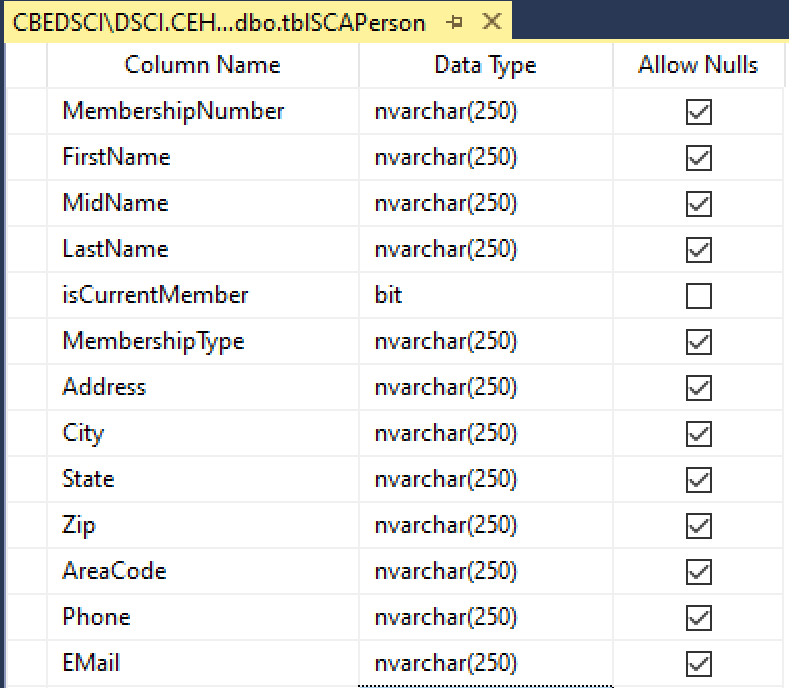 CBEDSCI\DSCI.CEH...dbo.tblSCAPerson
Column Name Data Type Allow Nulls
MembershipNumber nvarchar(250)
FirstName nvarchar(250)
MidName nvarchar(250)
LastName nvarchar(250)
isCurrentMember bit
MembershipType nvarchar(250)
Address nvarchar(250)
City nvarchar(250)
State nvarchar(250)
Zip nvarchar(250)
AreaCode nvarchar(250)
Phone nvarchar(250)
EMail nvarchar(250)